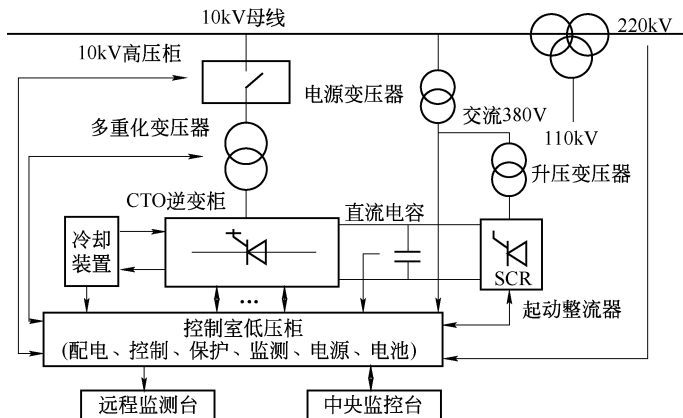 10kV母线
220kV
10kV高压柜
电源变压器
多重化变压器
交流380V
110kV
升压变压器
CTO逆变柜
直流电容
冷却
装置
SCR
...
起动整流器
控制室低压柜
(配电、控制、保护、监测、电源、电池)
远程监测台
中央监控台